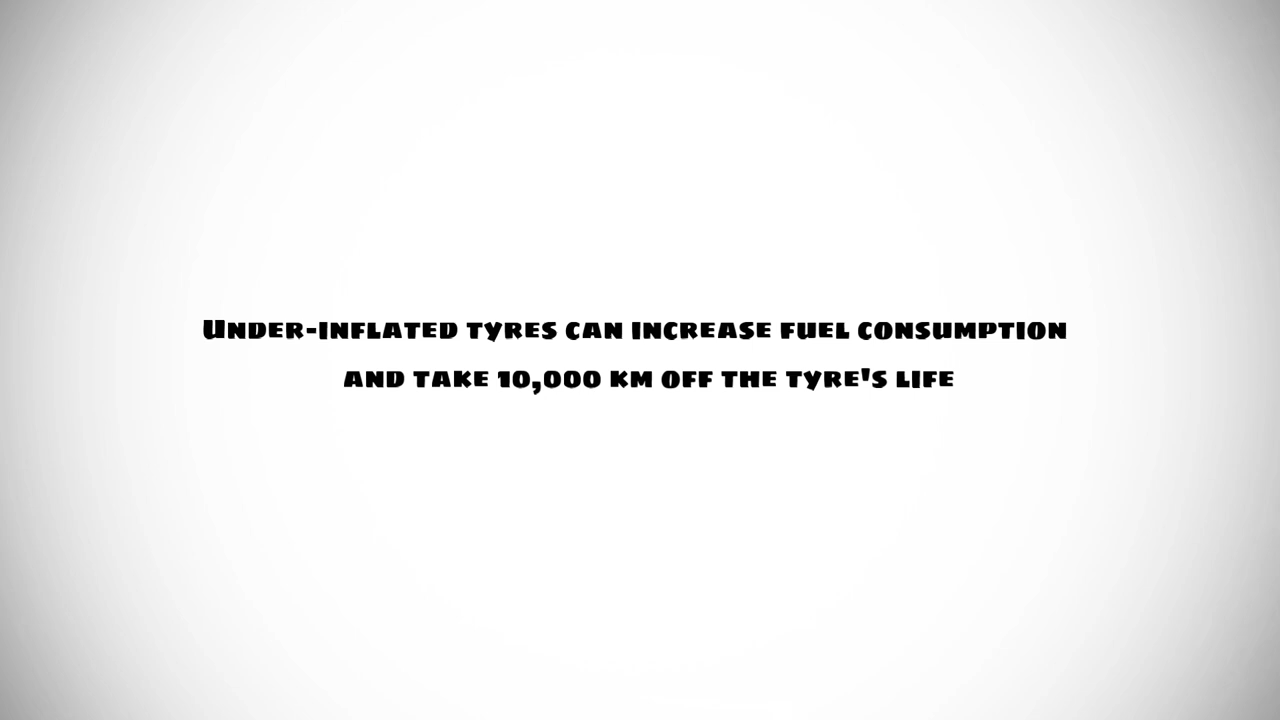 Under-inflated tyres can increase fuel consumption
and take 10,000 km off the tyre's life